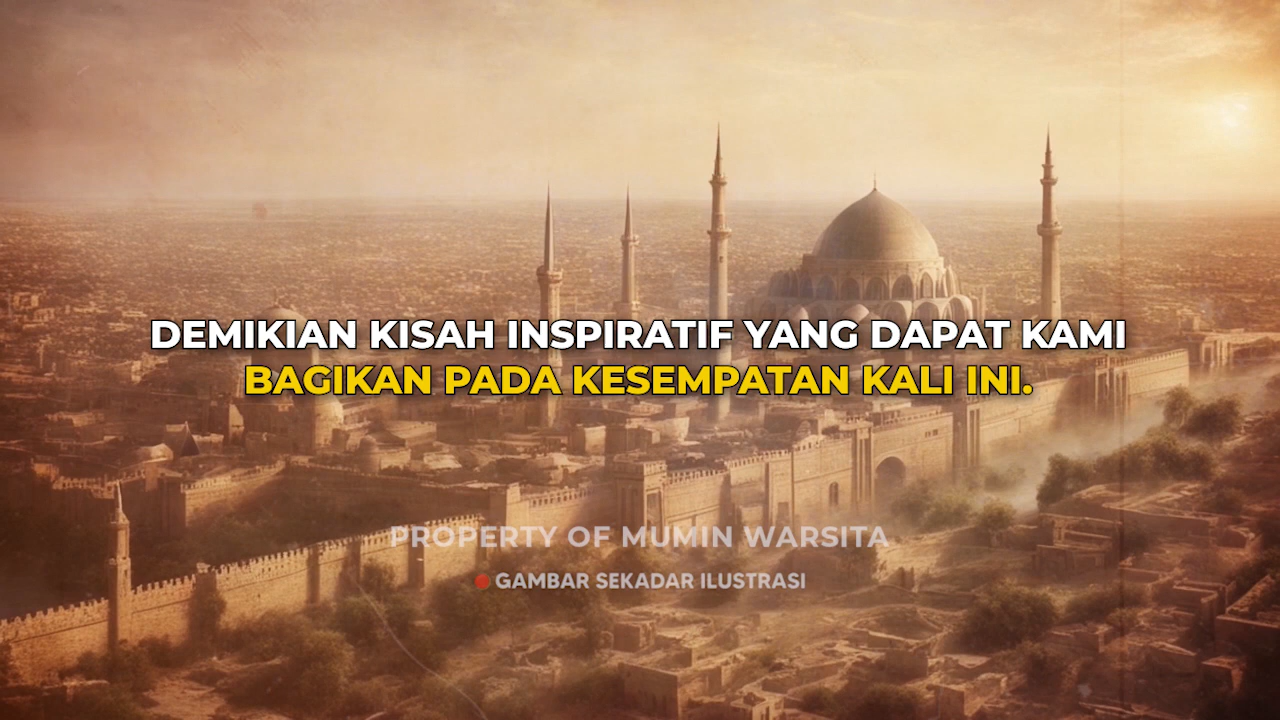 DEMIKIAN KISAH INSPIRATIF YANG DAPAT KAMI
BAGIKAN PADA KESEMPATAN KALI INI.
PROPERTY OF MUMIN WARSITA
GAMBAR SEKADAR ILUSTRASI